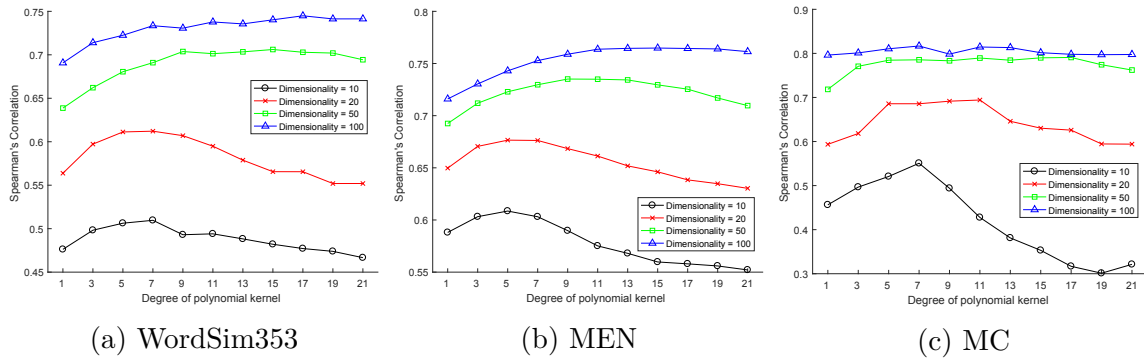 0.75
0.7
0.65
0.6
0.55
0.5
0.45
Spearman's Correlation
Dimensionality = 10
Dimensionality = 20
Dimensionality = 50
Dimensionality = 100
1 3 5 7 9 11 13 15 17 19 21
Degree of polynomial kernel
(a) WordSim353
0.8
0.75
0.7
0.65
0.6
0.55
Spearman's Correlation
Dimensionality = 10
Dimensionality = 20
Dimensionality = 50
Dimensionality = 100
1 3 5 7 9 11 13 15 17 19 21
Degree of polynomial kernel
(b) MEN
0.9
0.8
0.7
0.6
0.5
0.4
0.3
Spearman's Correlation
Dimensionality = 10
Dimensionality = 20
Dimensionality = 50
Dimensionality = 100
1 3 5 7 9 11 13 15 17 19 21
Degree of polynomial kernel
(c) MC